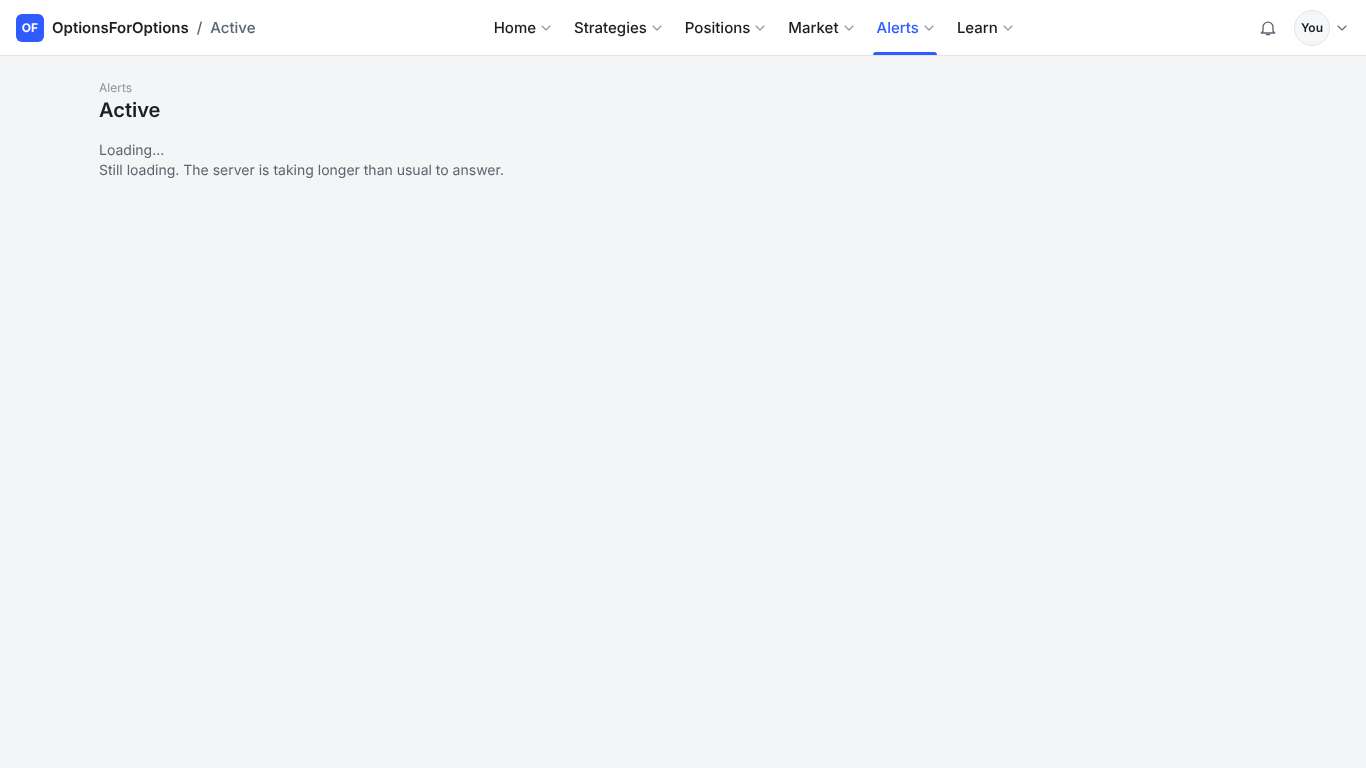 OF OptionsForOptions / Active Home Strategies Positions Market Alerts Learn You
Alerts
Active
Loading...
Still loading. The server is taking longer than usual to answer.